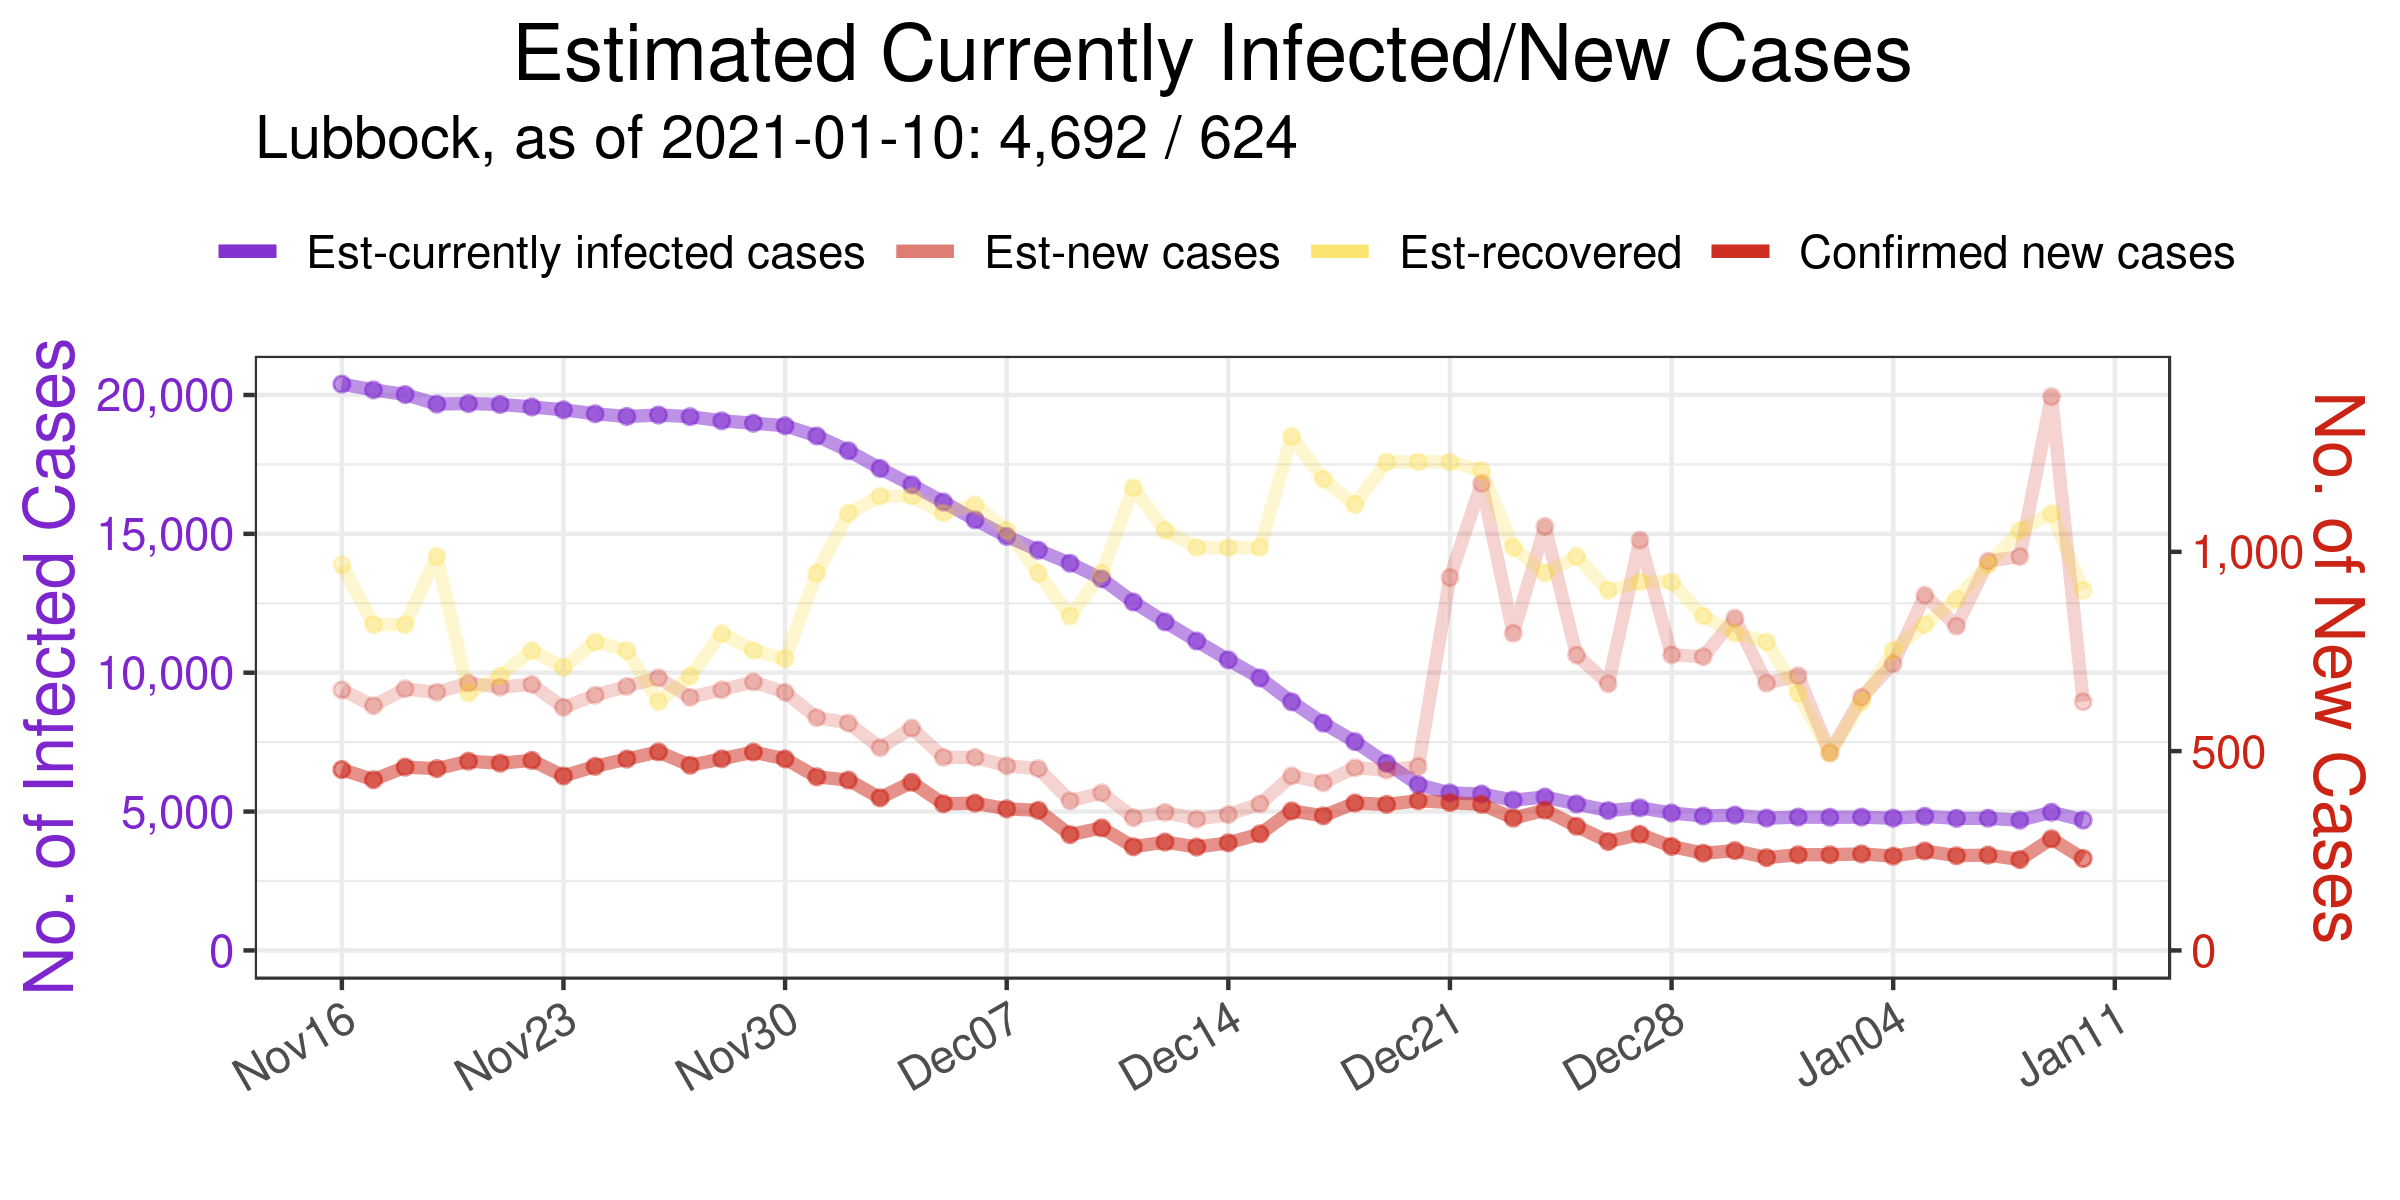 Estimated Currently Infected/New Cases
Lubbock, as of 2021-01-10: 4,692 / 624
Est-currently infected cases Est-new cases Est-recovered Confirmed new cases
No. of Infected Cases
20,000
15,000
10,000
5,000
0
1,000
500
0
No. of New Cases
Nov16 Nov23 Nov30 Dec07 Dec14 Dec21 Dec28 Jan04 Jan11